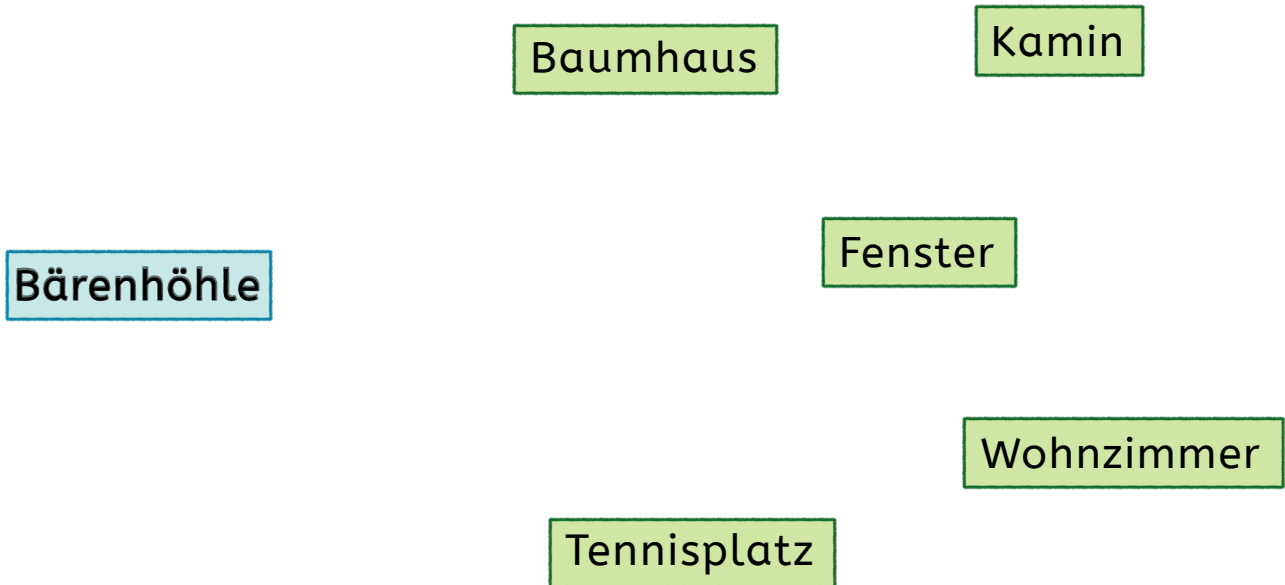 Kamin
Baumhaus
Fenster
Bärenhöhle
Wohnzimmer
Tennisplatz